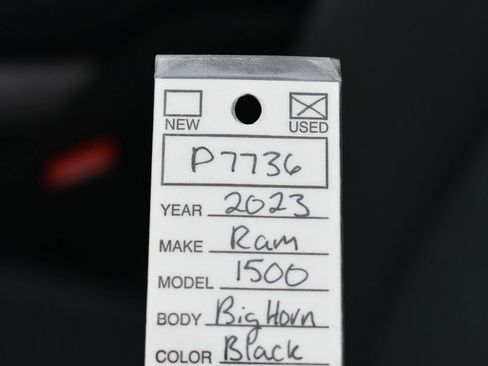 NEW USED
P7736
YEAR 2023
MAKE Ram
MODEL 1500
BODY Big Horn
COLOR Black